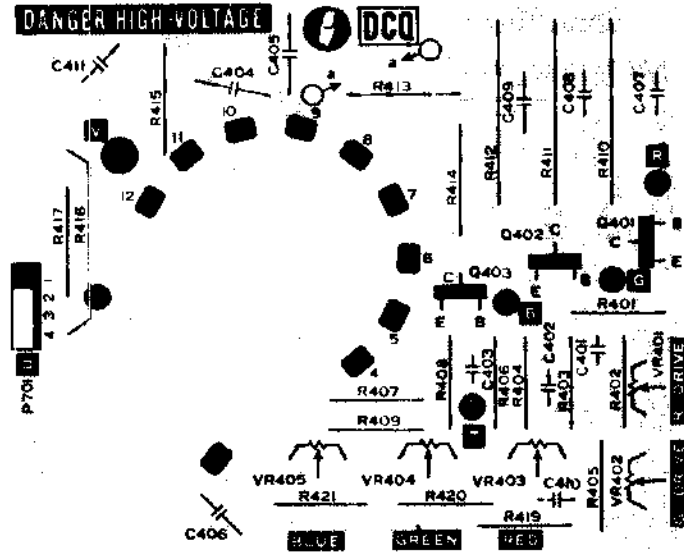 DANGER HIGH-VOLTAGE
DCQ
C411
C405
C404
R415
a
a
R413
C409
C408
C407
V
10
9
8
11
12
7
6
5
4
R412
R411
R410
R414
R
R417
R416
Q401
Q402
Q403
C
B
E
C
E
B
C
E
B
G
R401
1
2
3
4
P701
R408
C403
R406
R404
C402
R403
C401
R402
VR401
R407
R409
VR405
VR404
VR403
C410
R405
VR402
DRIVE
R421
R420
R419
C406
BLUE
GREEN
RED